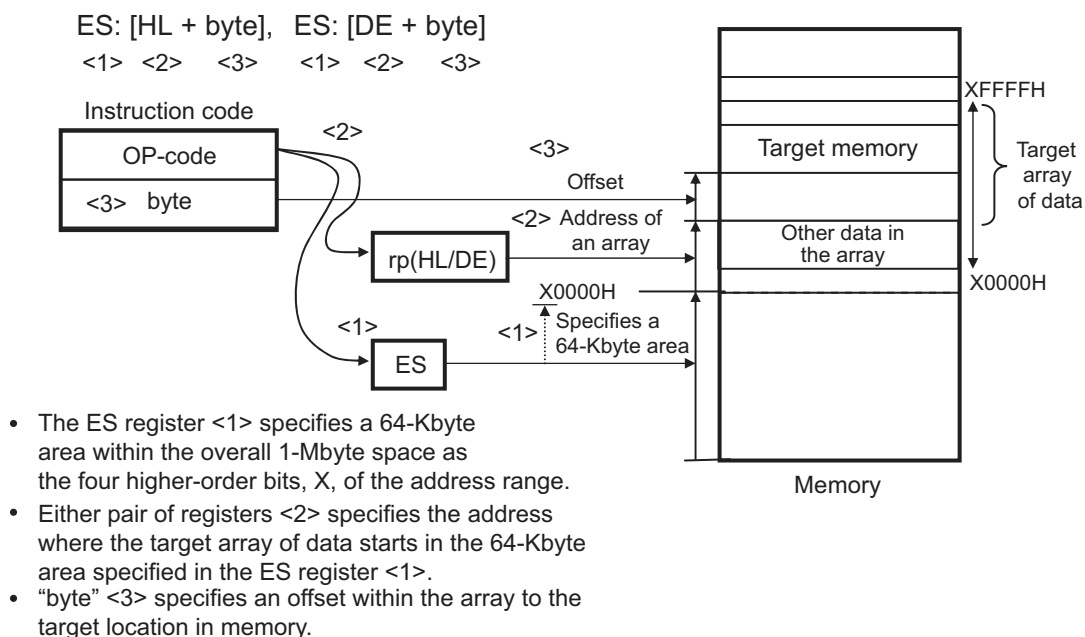 ES: [HL + byte], ES: [DE + byte]
<1> <2> <3> <1> <2> <3>
Instruction code
OP-code
<3> byte
<2>
<3>
Offset
<2> Address of
an array
rp(HL/DE)
X0000H
<1>
<1>
Specifies a
64-Kbyte
area
ES
XFFFFH
Target memory
Target
array
of data
Other data in
the array
X0000H
Memory
• The ES register <1> specifies a 64-Kbyte
area within the overall 1-Mbyte space as
the four higher-order bits, X, of the address range.
• Either pair of registers <2> specifies the address
where the target array of data starts in the 64-Kbyte
area specified in the ES register <1>.
• “byte” <3> specifies an offset within the array to the
target location in memory.